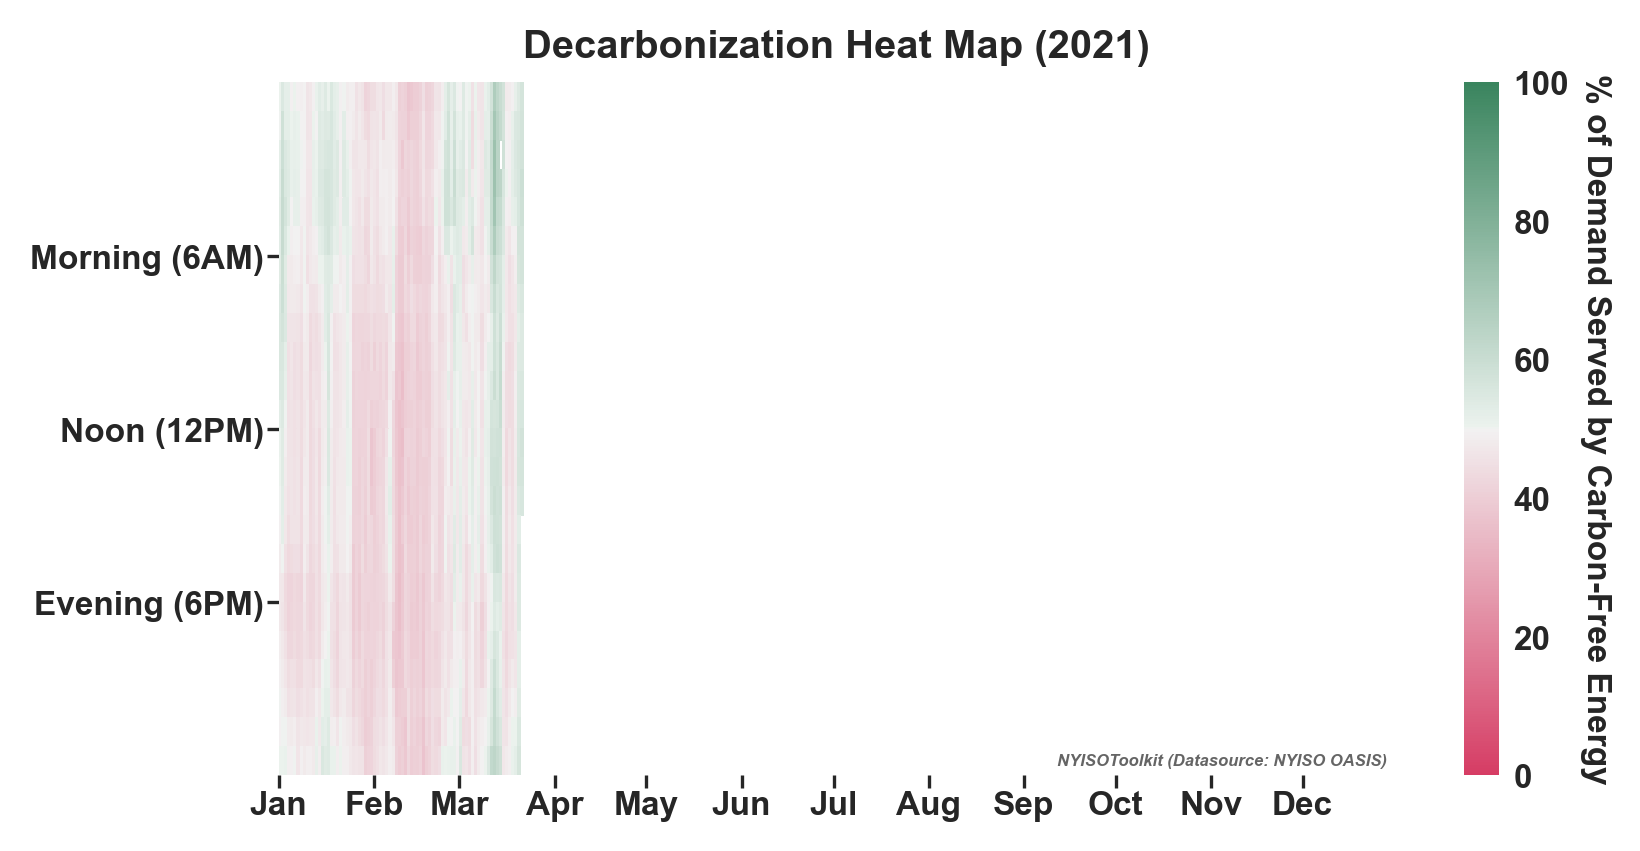 Decarbonization Heat Map (2021)
Morning (6AM)
Noon (12PM)
Evening (6PM)
Jan Feb Mar Apr May Jun Jul Aug Sep Oct Nov Dec
NYISOToolkit (Datasource: NYISO OASIS)
100
80
60
40
20
0
% of Demand Served by Carbon-Free Energy